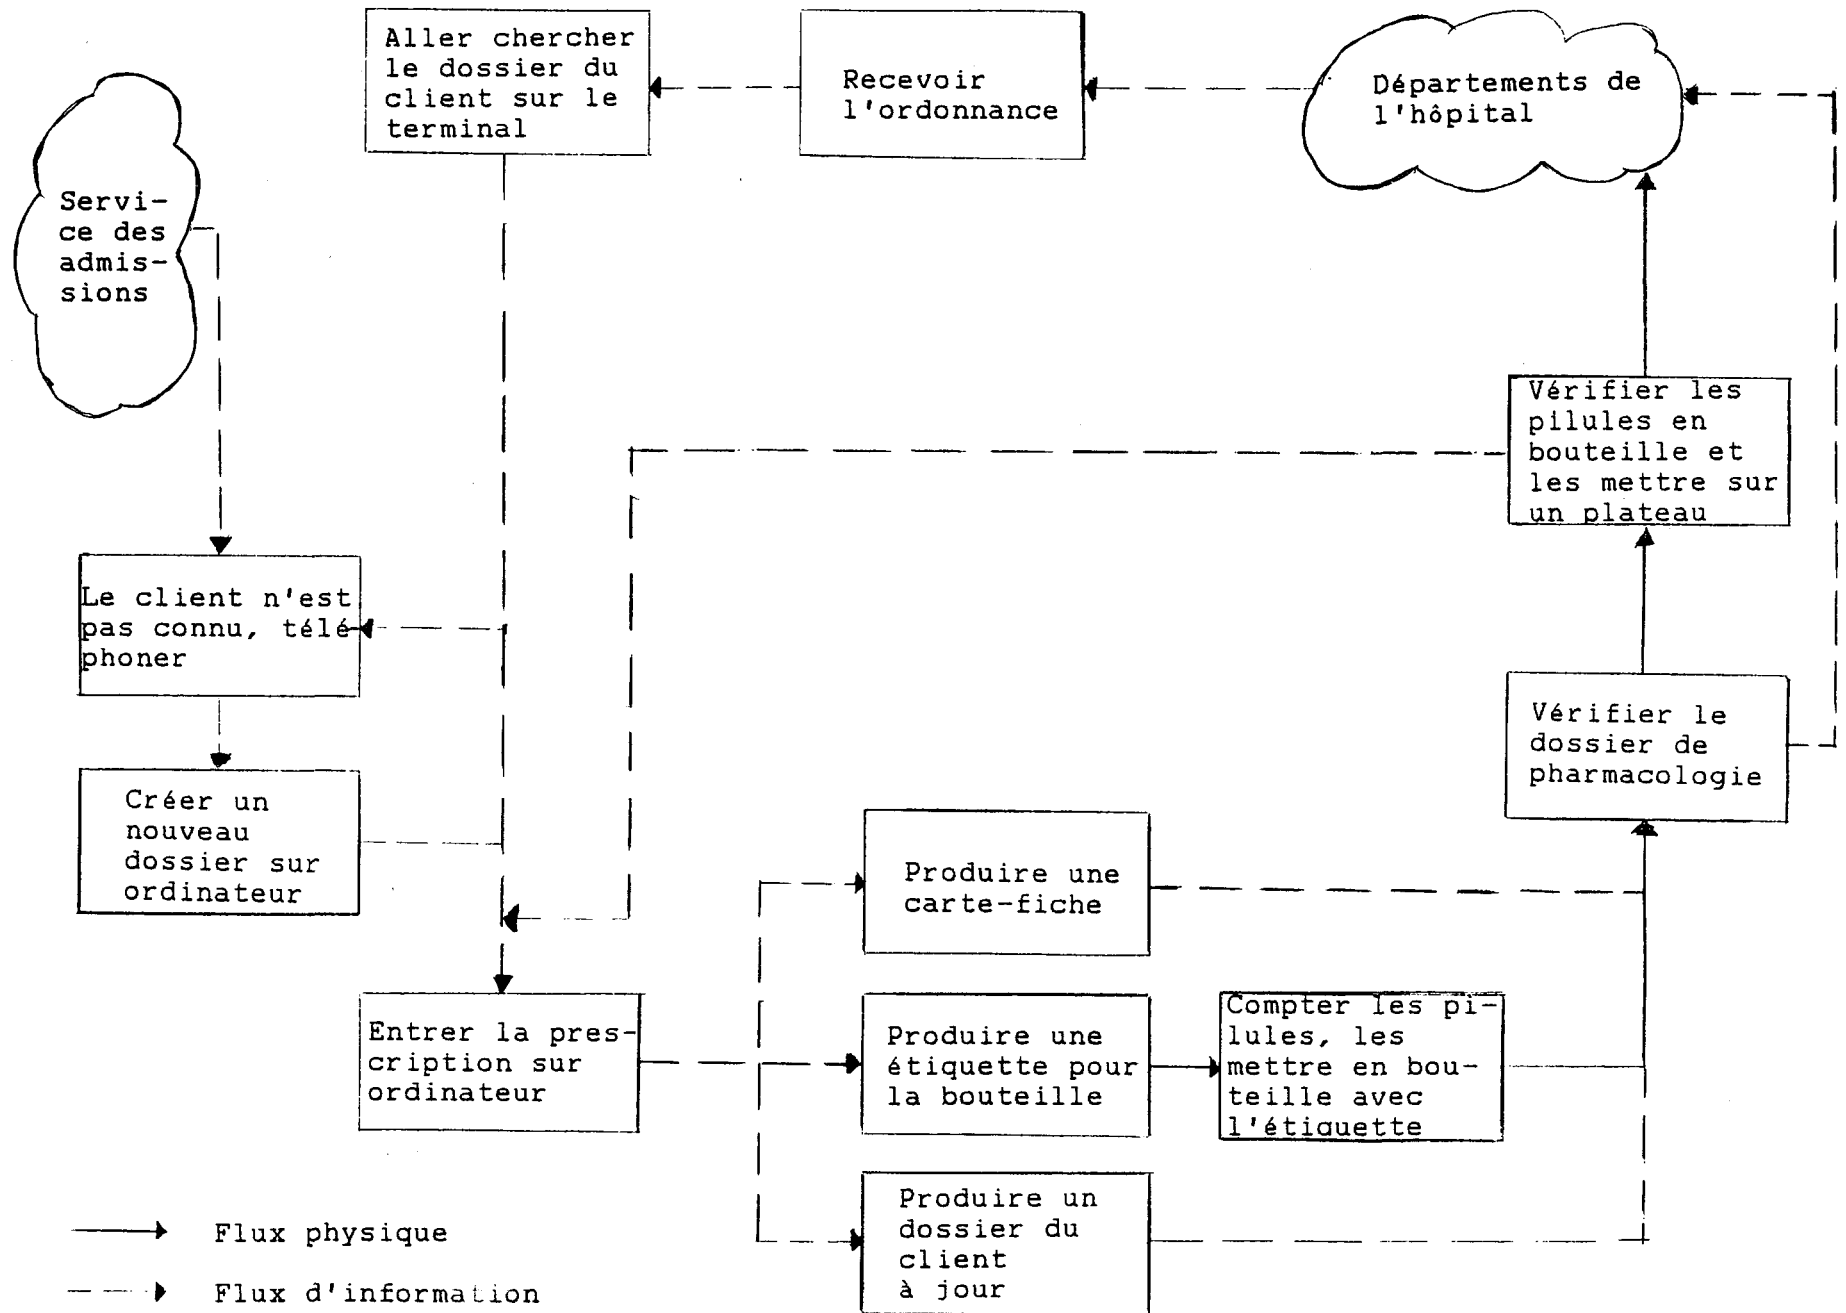 Aller chercher
le dossier du
client sur le
terminal
Recevoir
l'ordonnance
Départements de
l'hôpital
Servi-
ce des
admis-
sions
Vérifier les
pilules en
bouteille et
les mettre sur
un plateau
Le client n'est
pas connu, télé-
phoner
Vérifier le
dossier de
pharmacologie
Créer un
nouveau
dossier sur
ordinateur
Produire une
carte-fiche
Entrer la pres-
cription sur
ordinateur
Produire une
étiquette pour
la bouteille
Compter les pi-
lules, les
mettre en bou-
teille avec
l'étiquette
Produire un
dossier du
client
à jour
Flux physique
Flux d'information